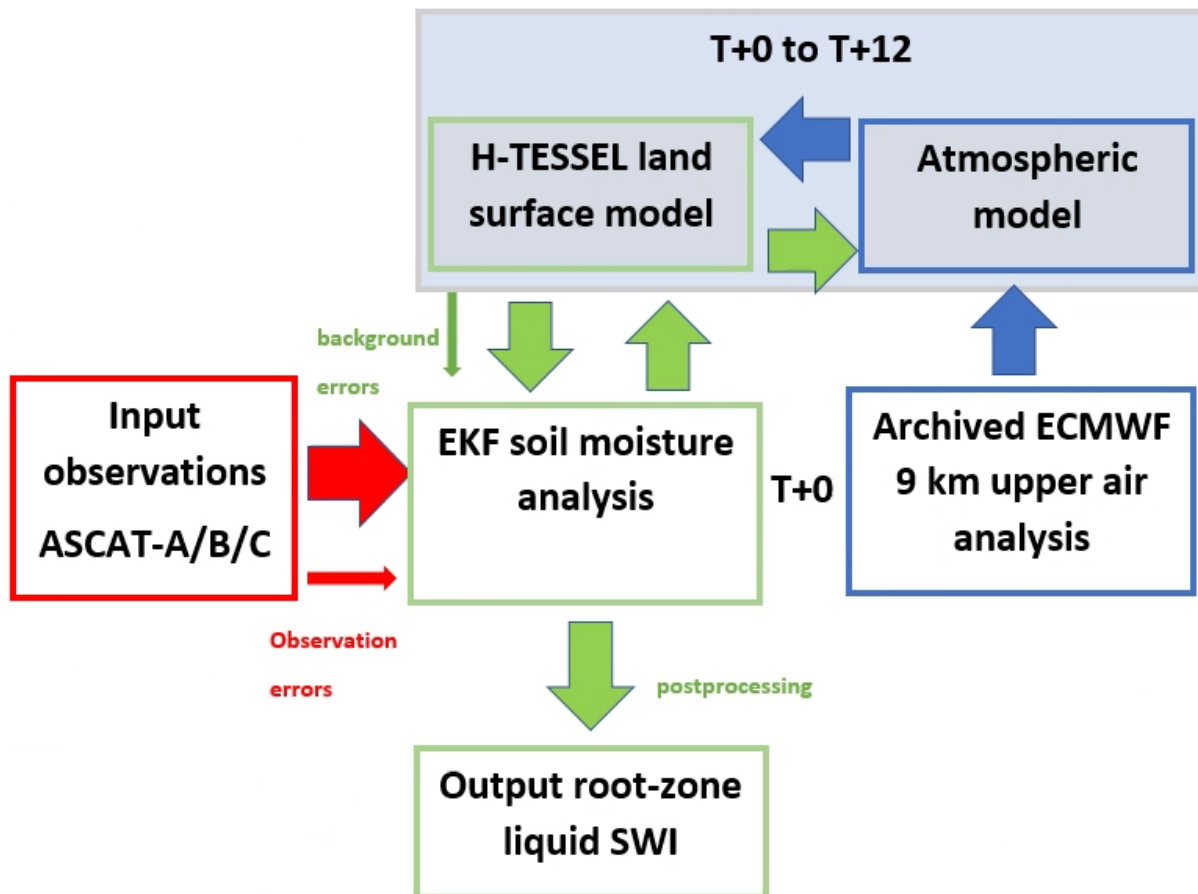 T+0 to T+12
H-TESSEL land
surface model
Atmospheric
model
background
errors
Input
observations
ASCAT-A/B/C
EKF soil moisture
analysis
T+0
Archived ECMWF
9 km upper air
analysis
Observation
errors
postprocessing
Output root-zone
liquid SWI